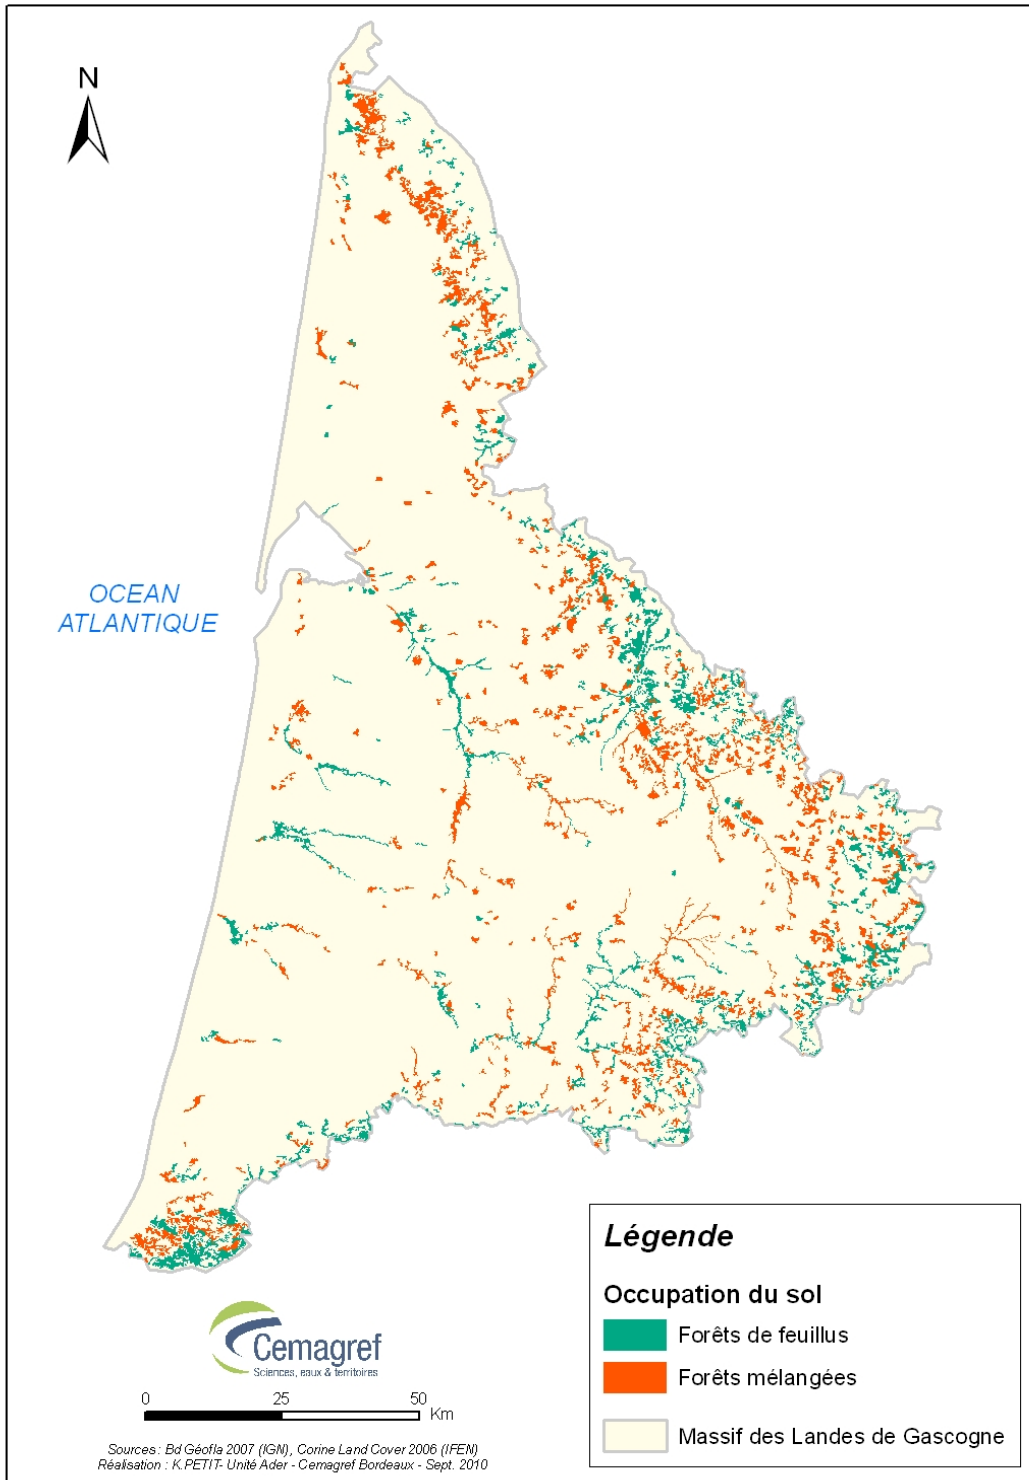 N
OCEAN
ATLANTIQUE
Légende
Occupation du sol
Forêts de feuillus
Forêts mélangées
Massif des Landes de Gascogne
Cemagref
Sciences, eaux & territoires
0 25 50
Km
Sources : Bd Géofla 2007 (IGN), Corine Land Cover 2006 (IFEN)
Réalisation : K.PETIT- Unité Ader - Cemagref Bordeaux - Sept. 2010